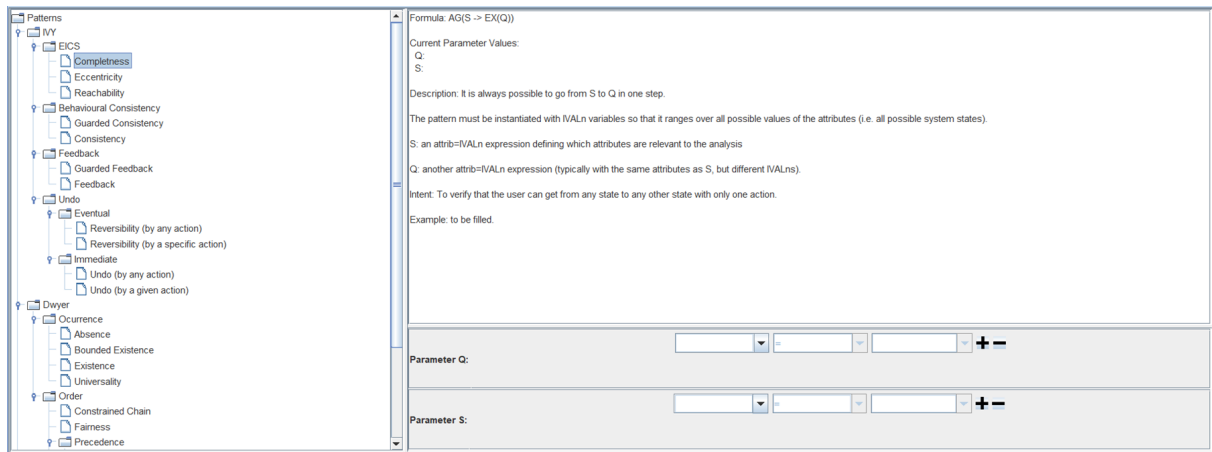 Patterns
IVY
EICS
Completness
Eccentricity
Reachability
Behavioural Consistency
Guarded Consistency
Consistency
Feedback
Guarded Feedback
Feedback
Undo
Eventual
Reversibility (by any action)
Reversibility (by a specific action)
Immediate
Undo (by any action)
Undo (by a given action)
Dwyer
Ocurrence
Absence
Bounded Existence
Existence
Universality
Order
Constrained Chain
Fairness
Precedence
Formula: AG(S -> EX(Q))
Current Parameter Values:
Q:
S:
Description: It is always possible to go from S to Q in one step.
The pattern must be instantiated with IVALn variables so that it ranges over all possible values of the attributes (i.e. all possible system states).
S: an attrib=IVALn expression defining which attributes are relevant to the analysis
Q: another attrib=IVALn expression (typically with the same attributes as S, but different IVALns).
Intent: To verify that the user can get from any state to any other state with only one action.
Example: to be filled.
Parameter Q:
=
Parameter S:
=